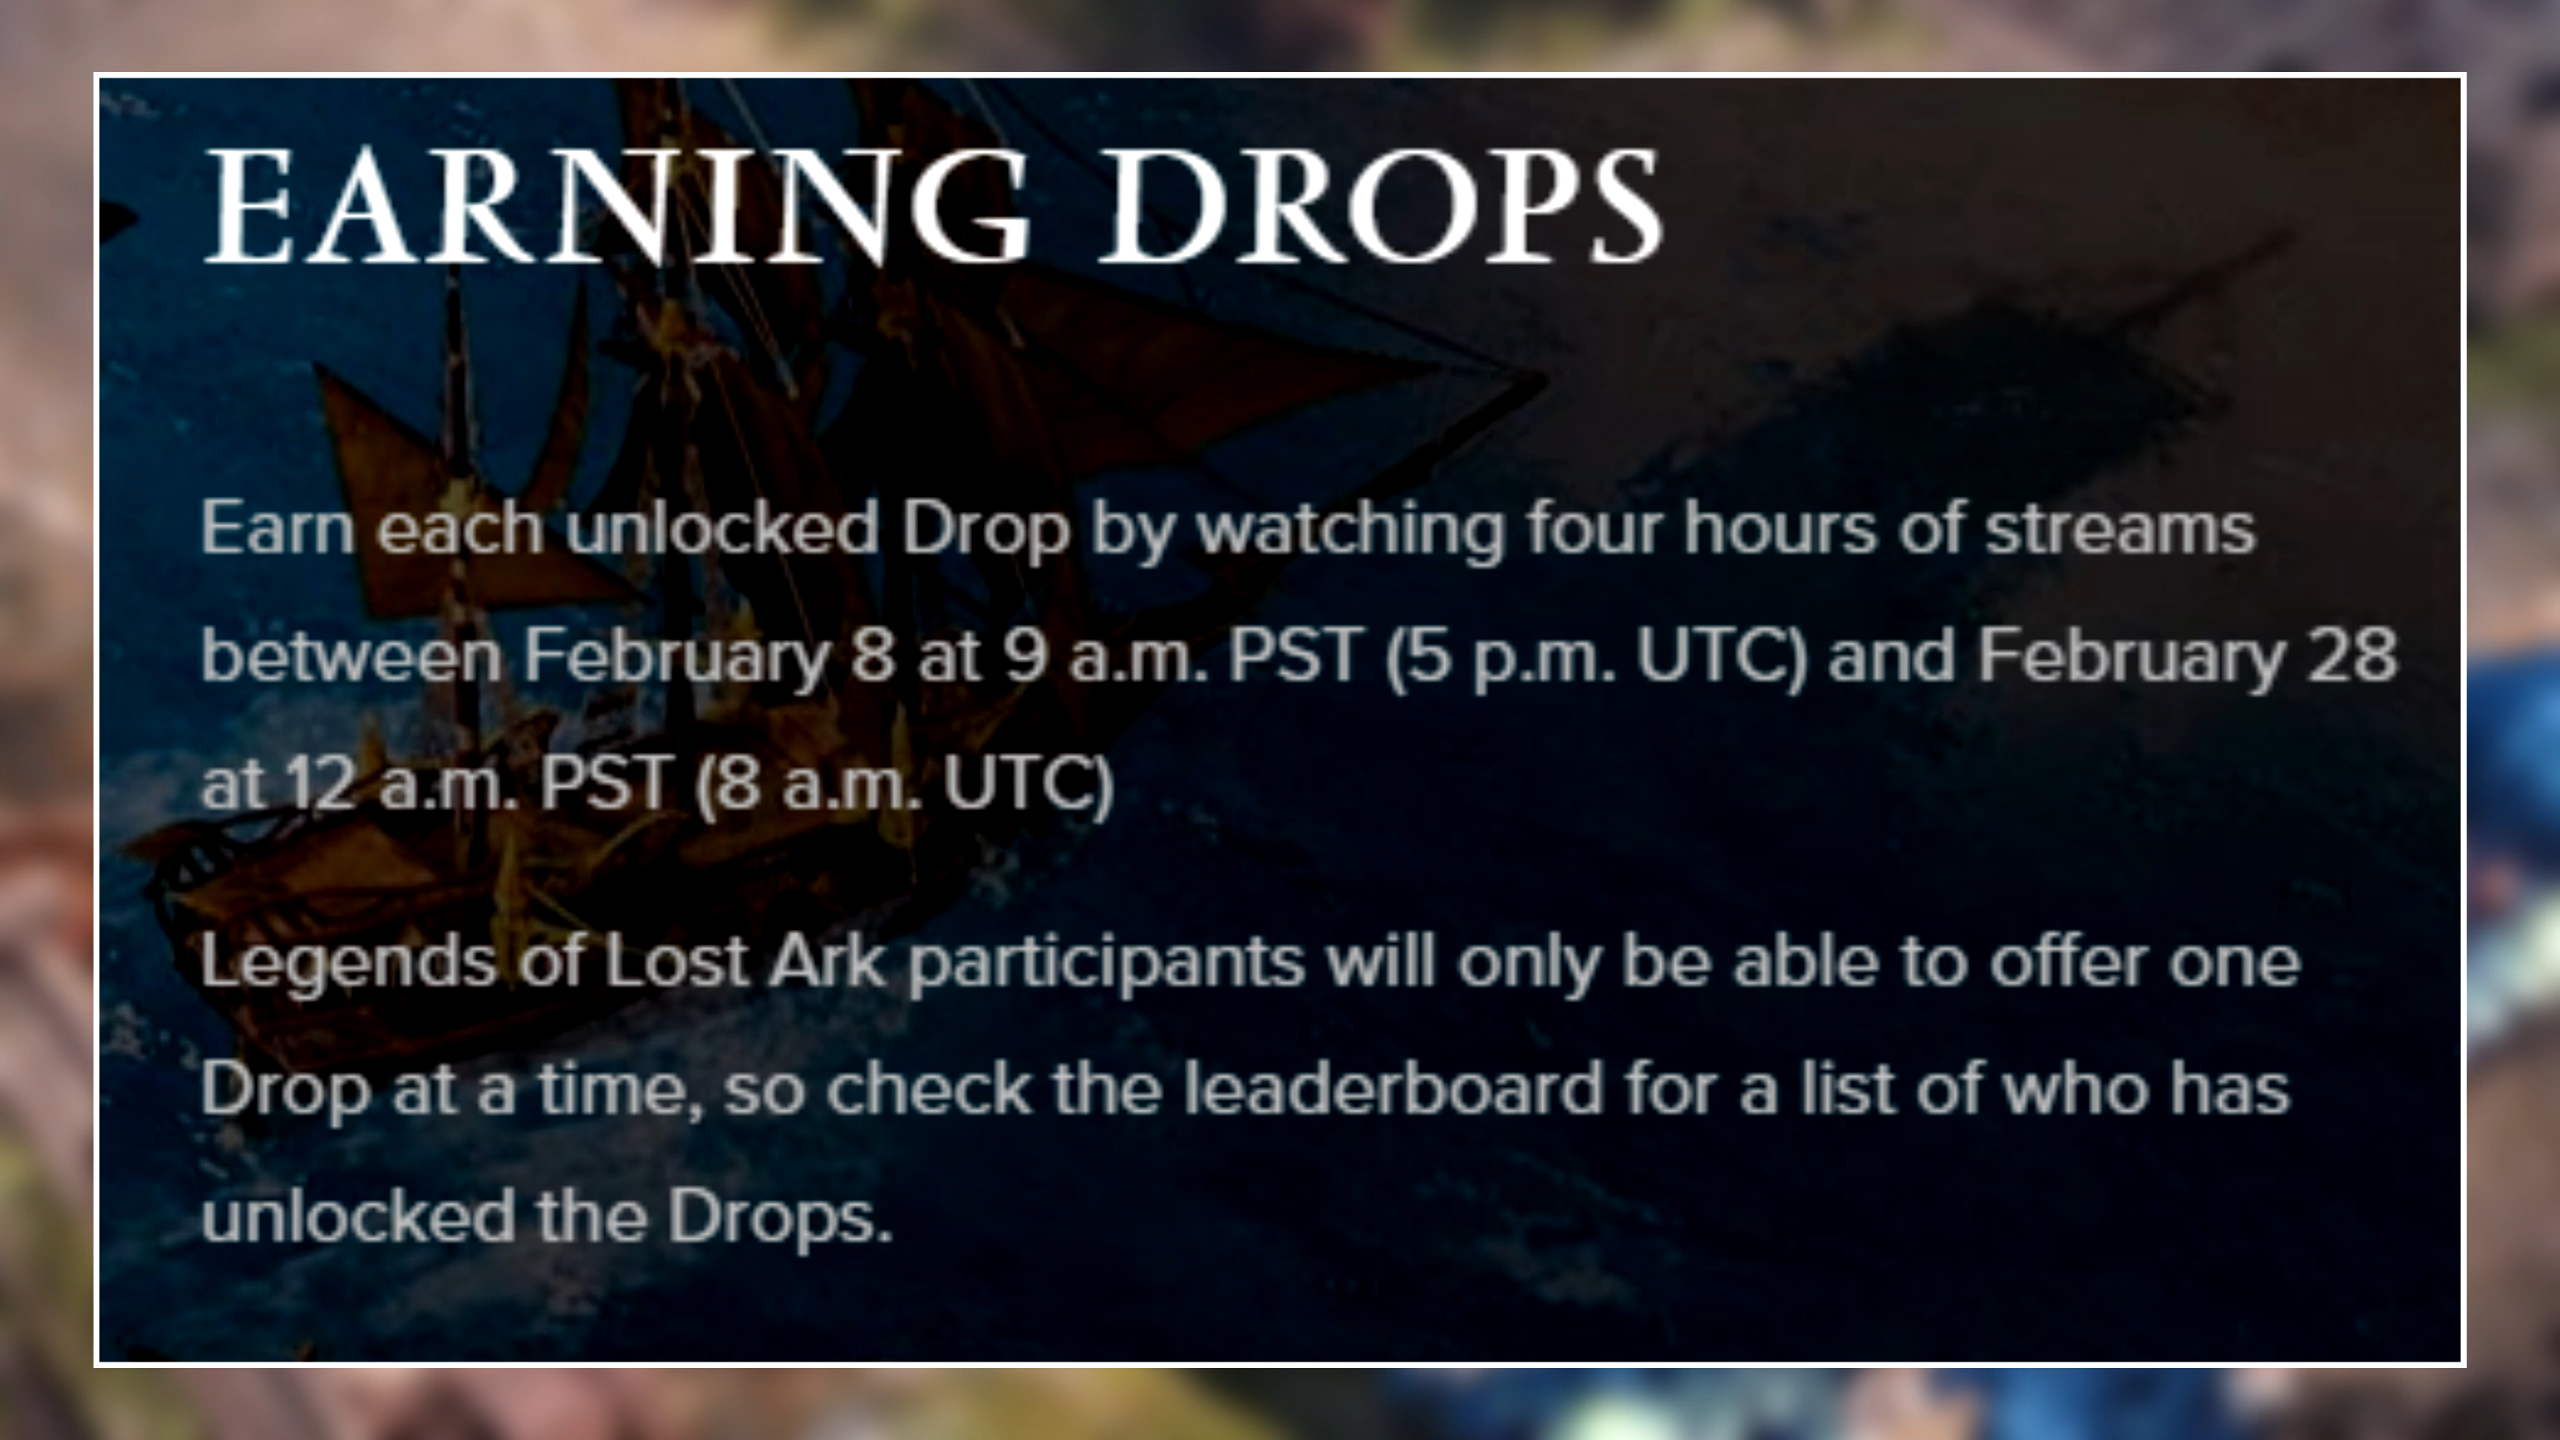 EARNING DROPS
Earn each unlocked Drop by watching four hours of streams
between February 8 at 9 a.m. PST (5 p.m. UTC) and February 28
at 12 a.m. PST (8 a.m. UTC)
Legends of Lost Ark participants will only be able to offer one
Drop at a time, so check the leaderboard for a list of who has
unlocked the Drops.